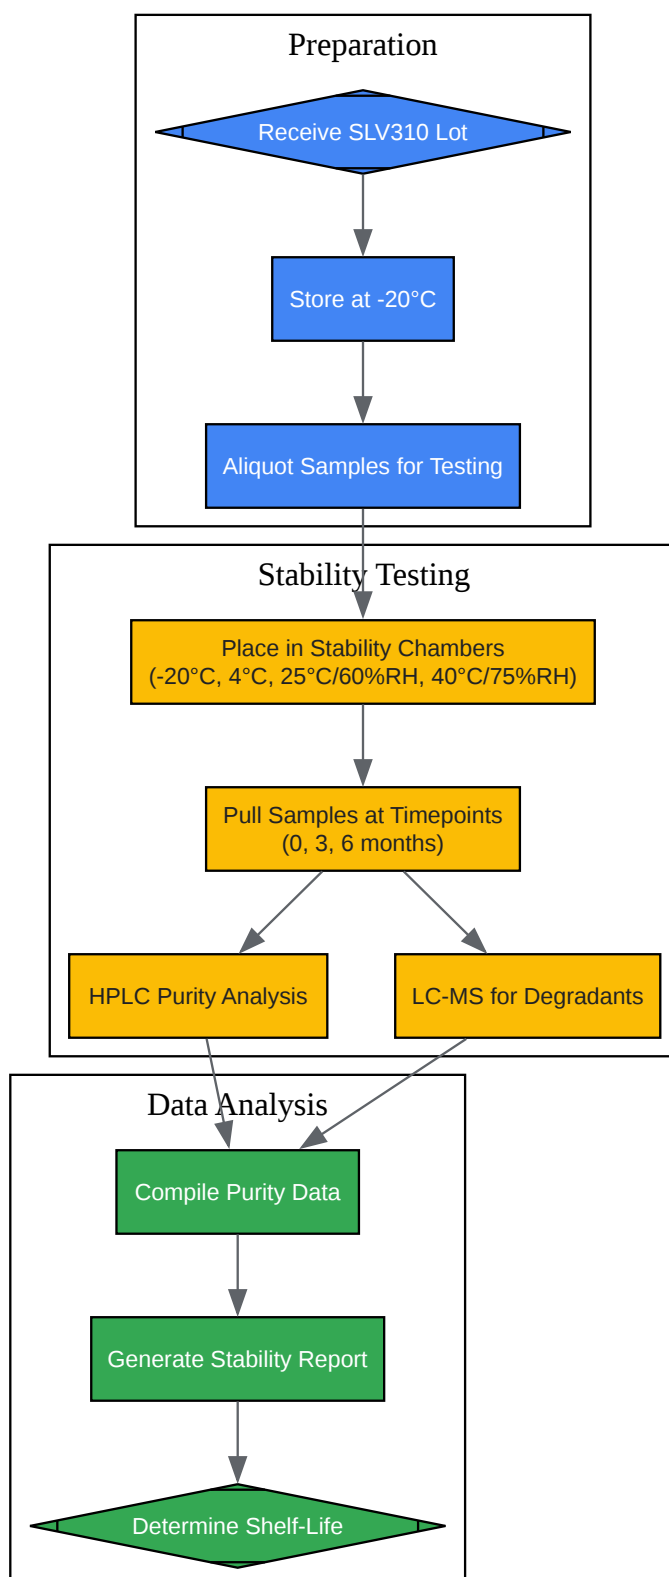 Preparation
Receive SLV310 Lot
Store at -20°C
Aliquot Samples for Testing
Stability Testing
Place in Stability Chambers
(-20°C, 4°C, 25°C/60%RH, 40°C/75%RH)
Pull Samples at Timepoints
(0, 3, 6 months)
HPLC Purity Analysis
LC-MS for Degradants
Data Analysis
Compile Purity Data
Generate Stability Report
Determine Shelf-Life